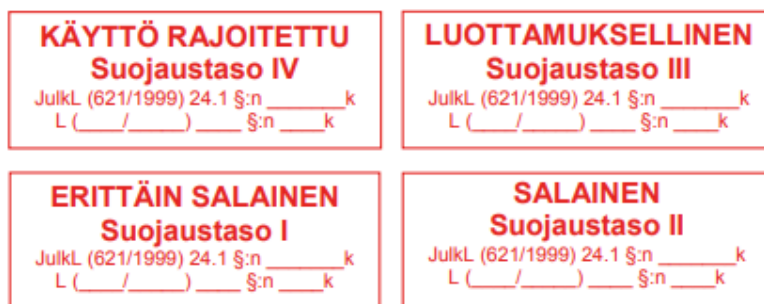 KÄYTTÖ RAJOITETTU
Suojaustaso IV
JulkL (621/1999) 24.1 §:n _______k
L (____/_____) ____ §:n ____k
LUOTTAMUKSELLINEN
Suojaustaso III
JulkL (621/1999) 24.1 §:n _______k
L (____/_____) ____ §:n ____k
ERITTÄIN SALAINEN
Suojaustaso I
JulkL (621/1999) 24.1 §:n _______k
L (____/_____) ____ §:n ____k
SALAINEN
Suojaustaso II
JulkL (621/1999) 24.1 §:n _______k
L (____/_____) ____ §:n ____k